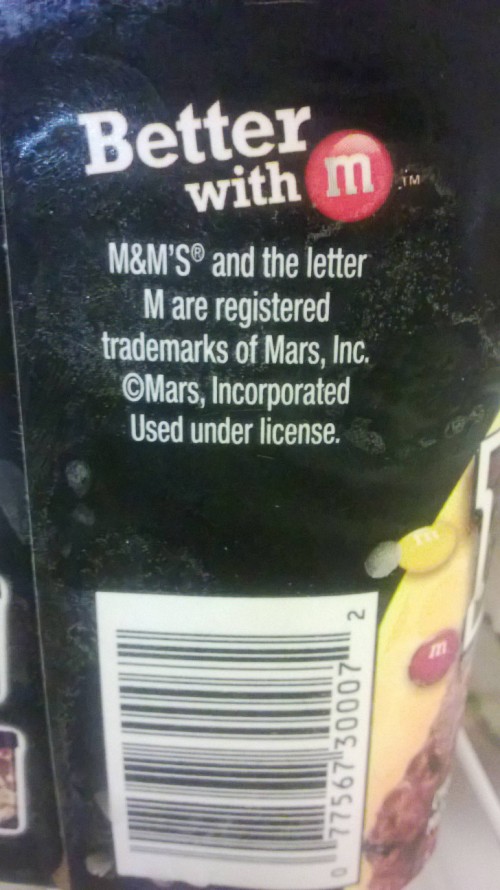 Better
with m ™
M&M'S® and the letter
M are registered
trademarks of Mars, Inc.
©Mars, Incorporated
Used under license.
m
m
0 77567 30007 2